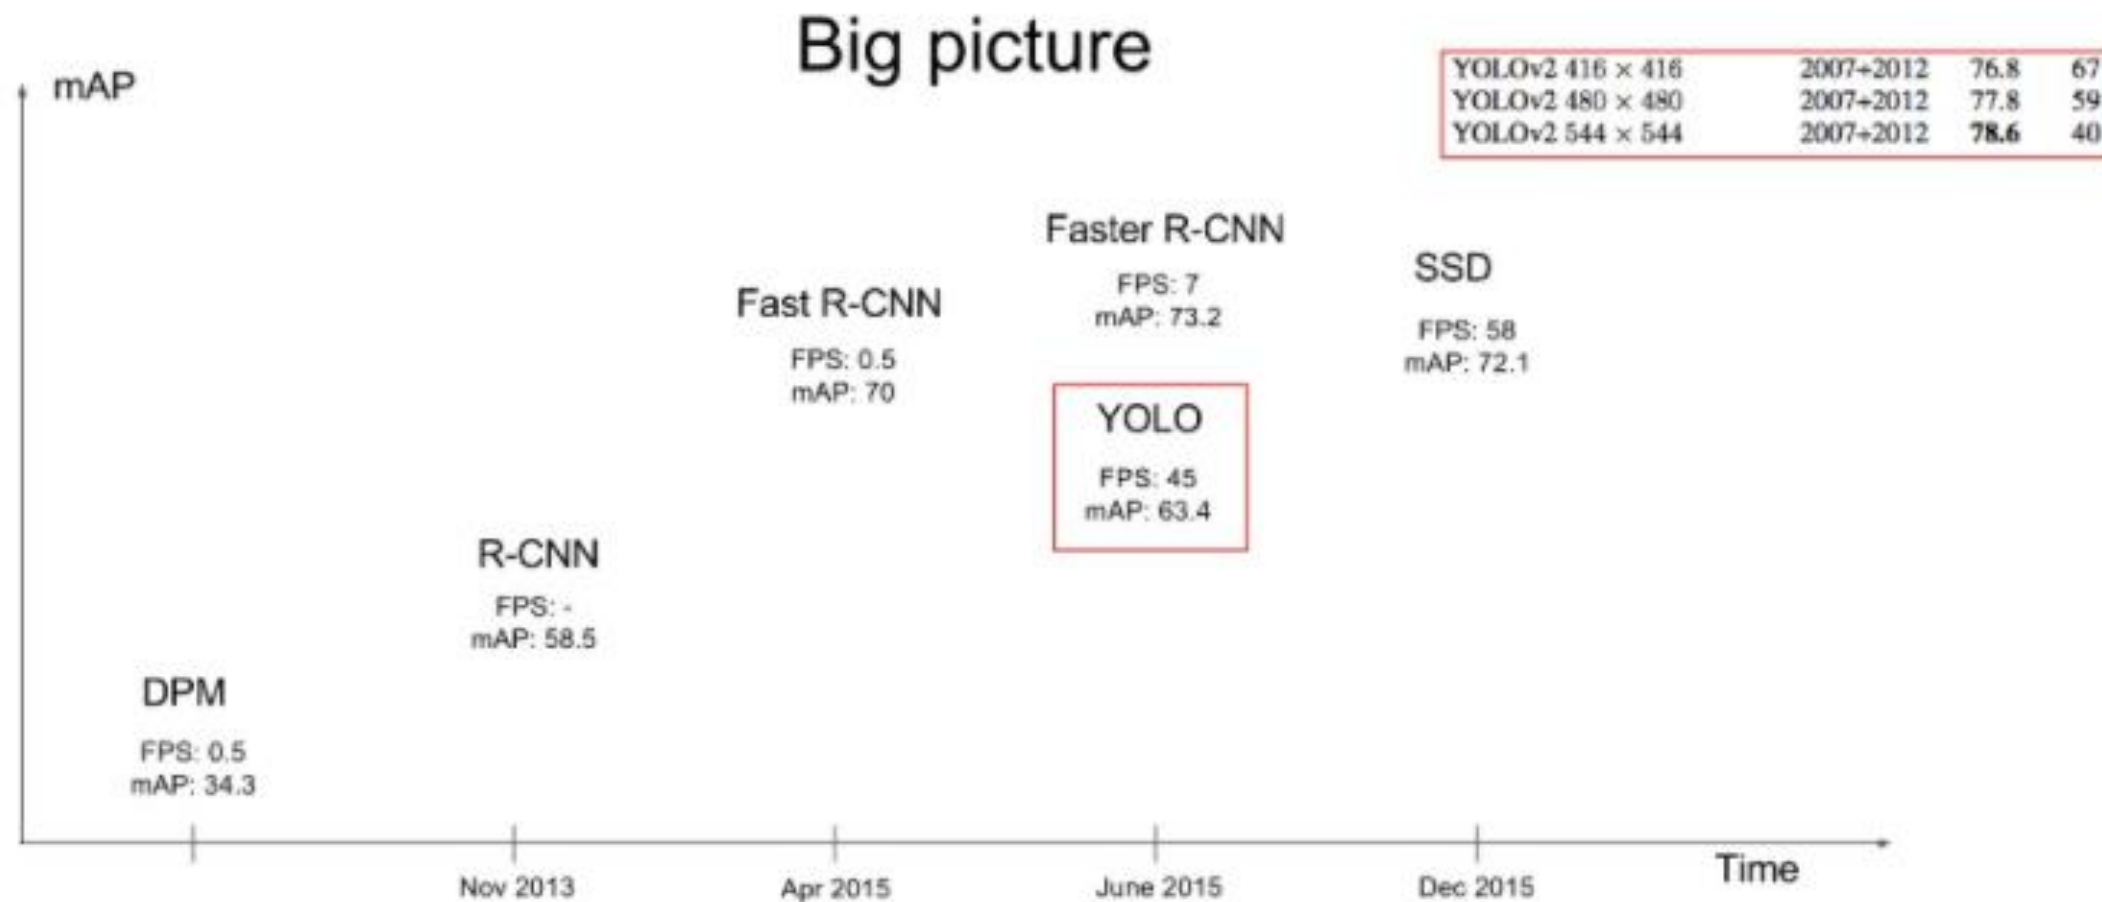 Big picture
mAP
YOLOv2 416 × 416 2007+2012 76.8 67
YOLOv2 480 × 480 2007+2012 77.8 59
YOLOv2 544 × 544 2007+2012 78.6 40
Faster R-CNN
FPS: 7
mAP: 73.2
SSD
FPS: 58
mAP: 72.1
Fast R-CNN
FPS: 0.5
mAP: 70
YOLO
FPS: 45
mAP: 63.4
R-CNN
FPS: -
mAP: 58.5
DPM
FPS: 0.5
mAP: 34.3
Nov 2013
Apr 2015
June 2015
Dec 2015
Time